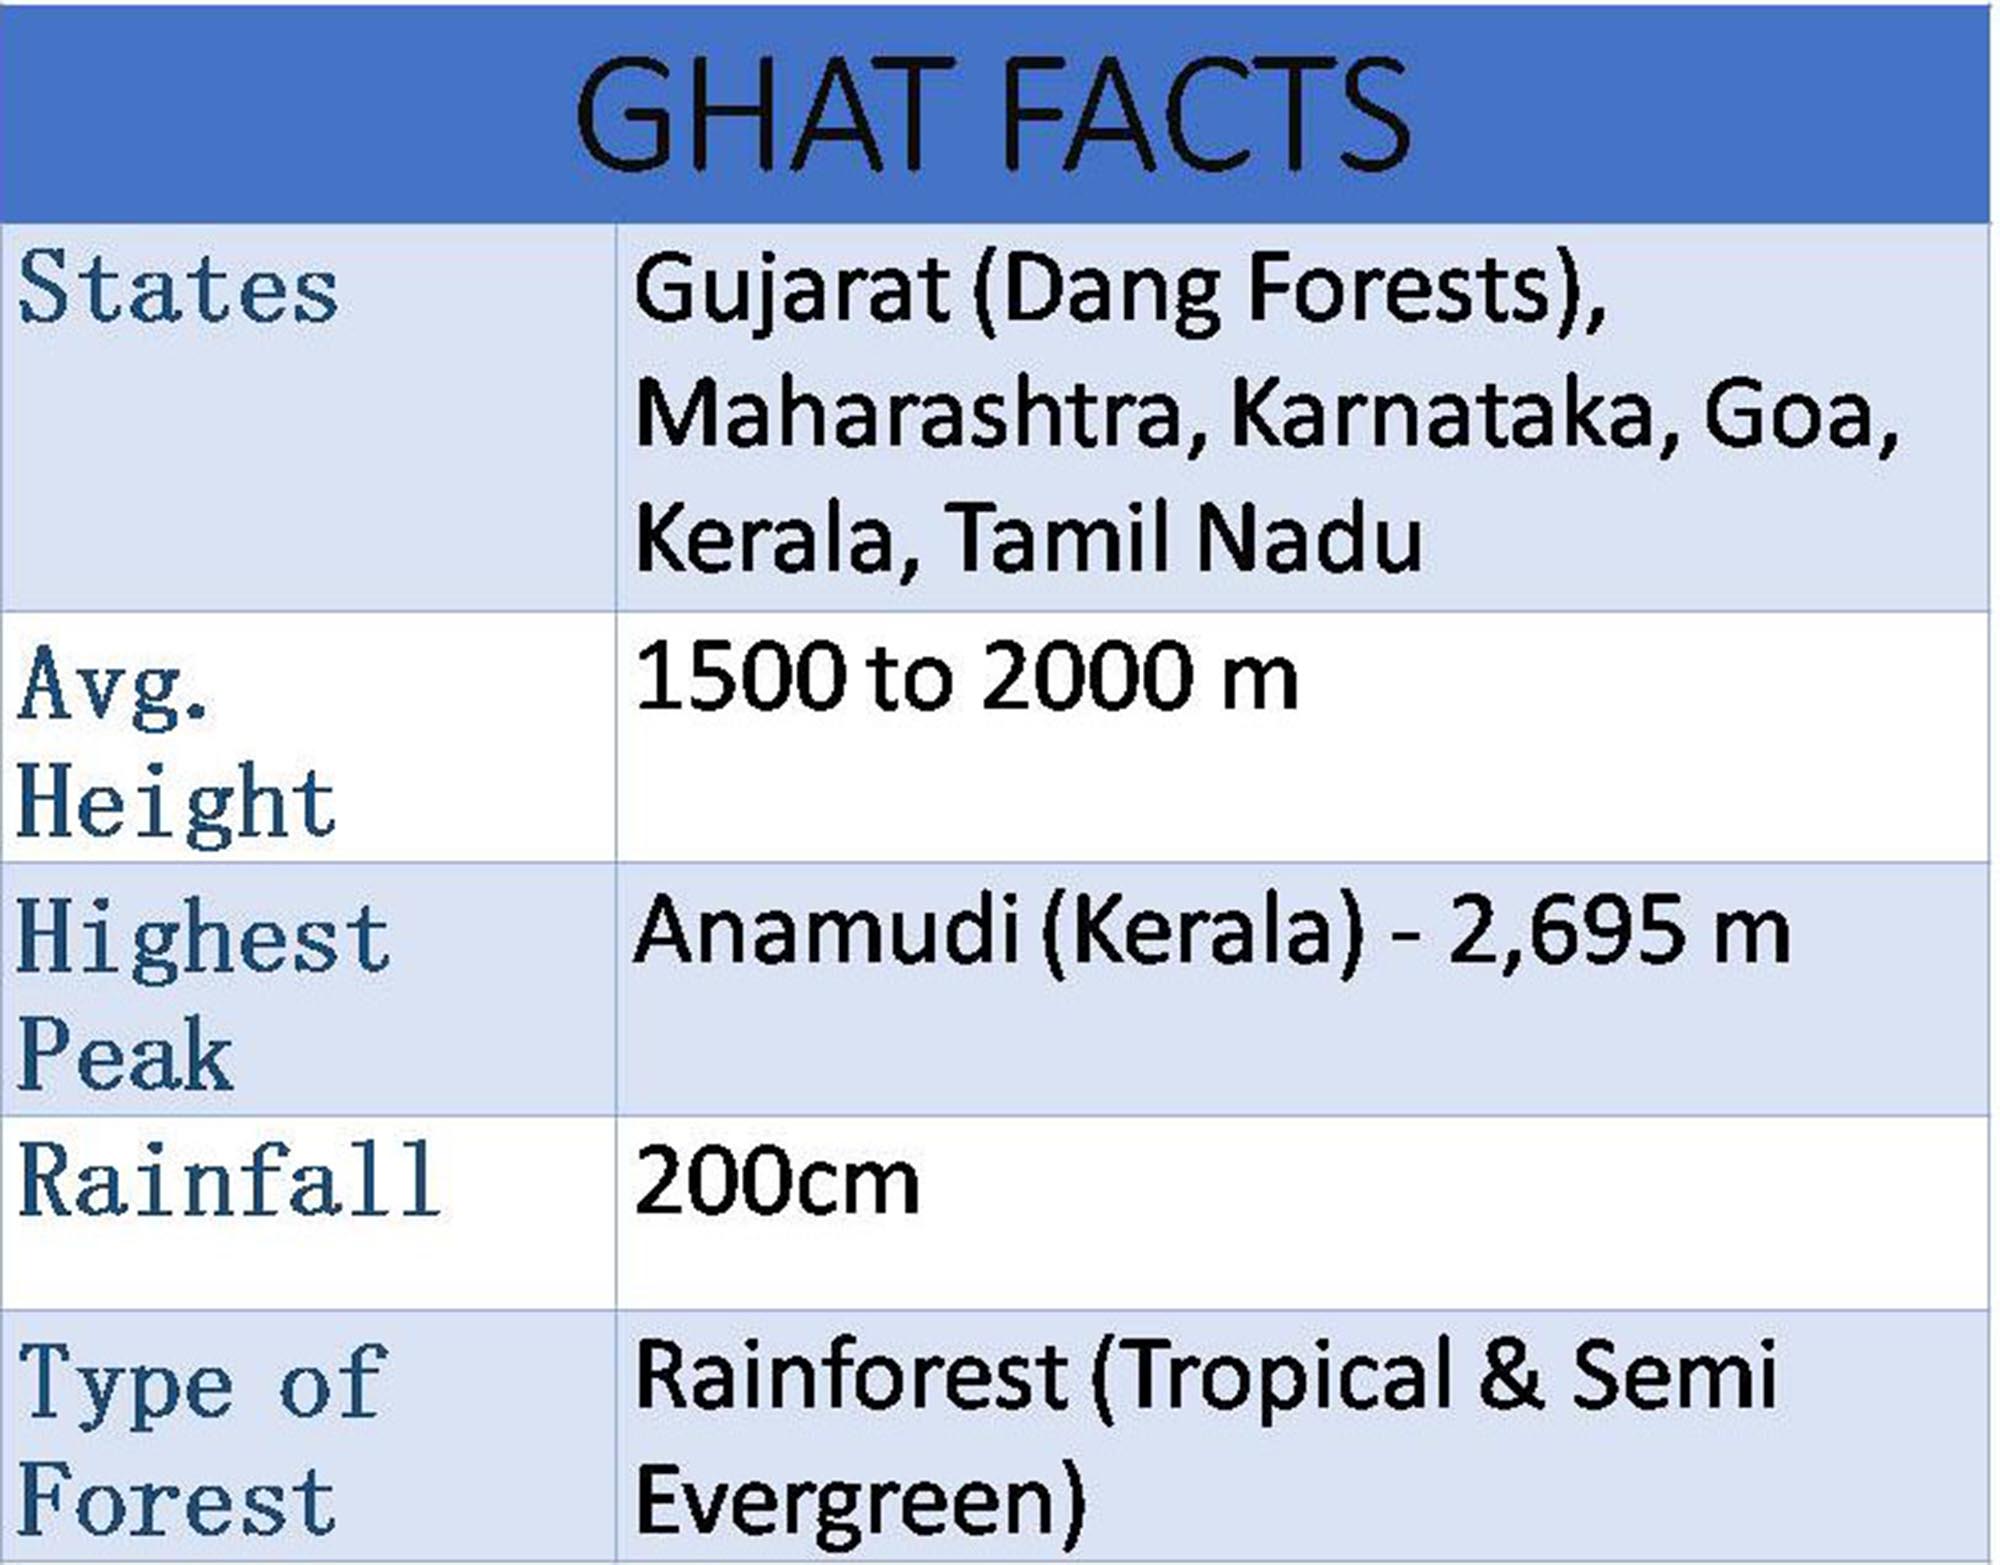 GHAT FACTS
States
Gujarat (Dang Forests),
Maharashtra, Karnataka, Goa,
Kerala, Tamil Nadu
Avg.
Height
1500 to 2000 m
Highest
Peak
Anamudi (Kerala) - 2,695 m
Rainfall
200cm
Type of
Forest
Rainforest (Tropical & Semi
Evergreen)